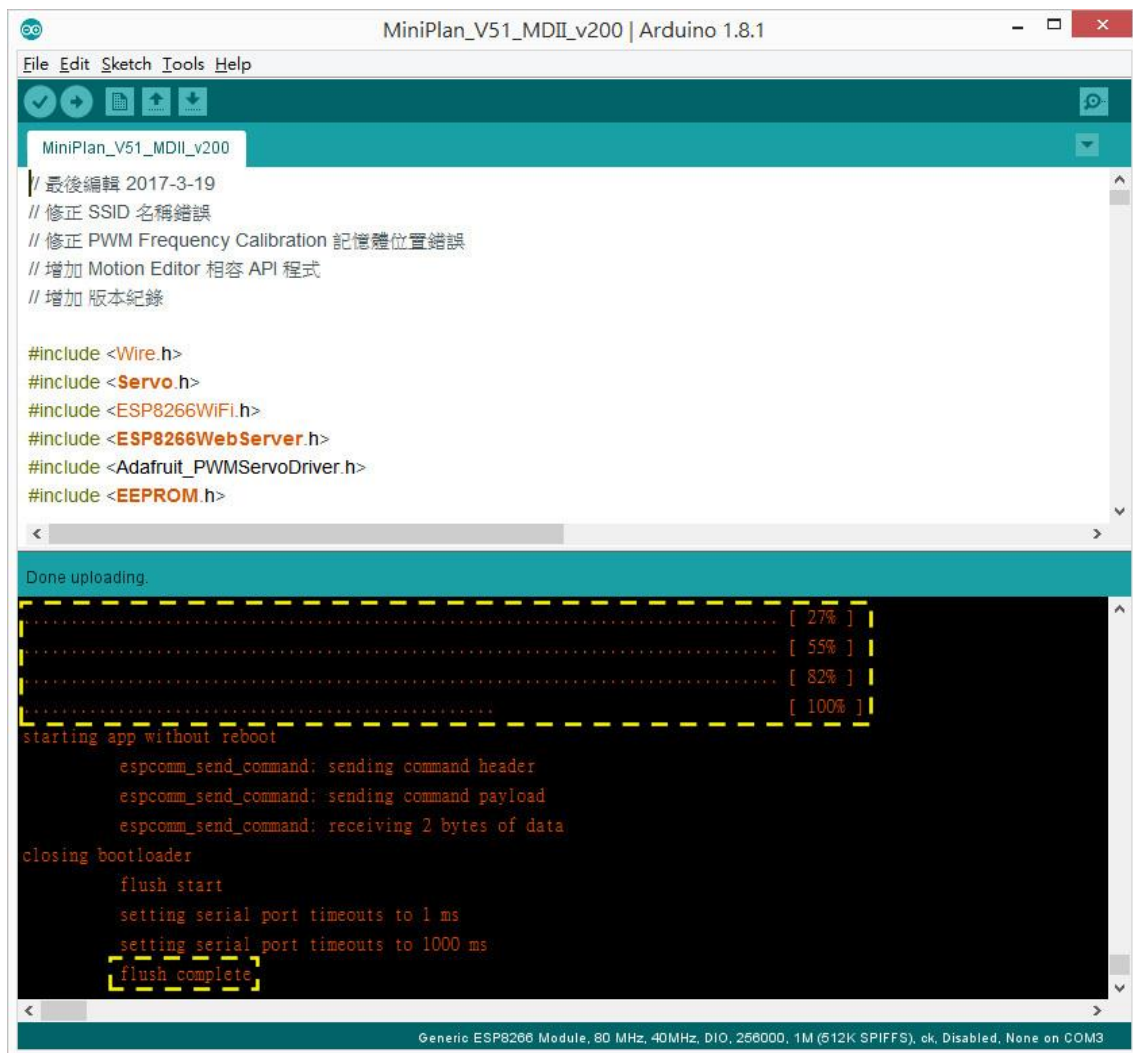 MiniPlan_V51_MDII_v200 | Arduino 1.8.1
File Edit Sketch Tools Help
MiniPlan_V51_MDII_v200
// 最後編輯 2017-3-19
// 修正 SSID 名稱錯誤
// 修正 PWM Frequency Calibration 記憶體位置錯誤
// 增加 Motion Editor 相容 API 程式
// 增加 版本紀錄
#include <Wire.h>
#include <Servo.h>
#include <ESP8266WiFi.h>
#include <ESP8266WebServer.h>
#include <Adafruit_PWMServoDriver.h>
#include <EEPROM.h>
Done uploading.
................................................................................ [ 27% ]
................................................................................ [ 55% ]
................................................................................ [ 82% ]
.................................................. [ 100% ]
starting app without reboot
espcomm_send_command: sending command header
espcomm_send_command: sending command payload
espcomm_send_command: receiving 2 bytes of data
closing bootloader
flush start
setting serial port timeouts to 1 ms
setting serial port timeouts to 1000 ms
flush complete
Generic ESP8266 Module, 80 MHz, 40MHz, DIO, 256000, 1M (512K SPIFFS), ck, Disabled, None on COM3